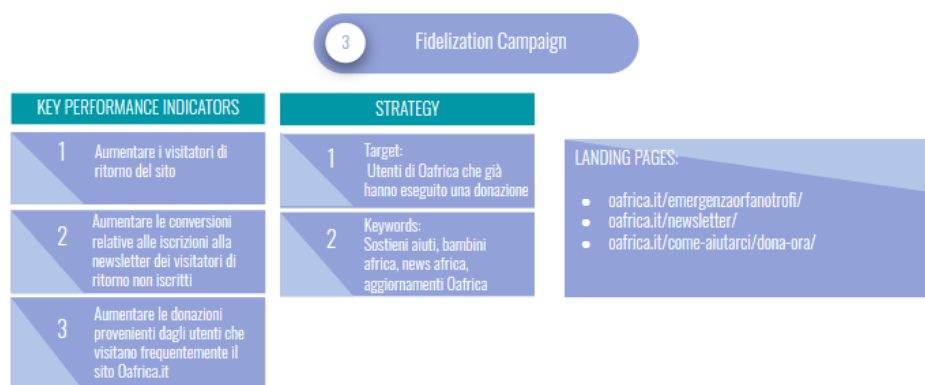 3
Fidelization Campaign
KEY PERFORMANCE INDICATORS
1
Aumentare i visitatori di
ritorno del sito
2
Aumentare le conversioni
relative alle iscrizioni alla
newsletter dei visitatori di
ritorno non iscritti
3
Aumentare le donazioni
provenienti dagli utenti che
visitano frequentemente il
sito Oafrica.it
STRATEGY
1
Target:
Utenti di Oafrica che già
hanno eseguito una donazione
2
Keywords:
Sostieni aiuti, bambini
africa, news africa,
aggiornamenti Oafrica
LANDING PAGES:
● oafrica.it/emergenzaorfanotrofi/
● oafrica.it/newsletter/
● oafrica.it/come-aiutarci/dona-ora/